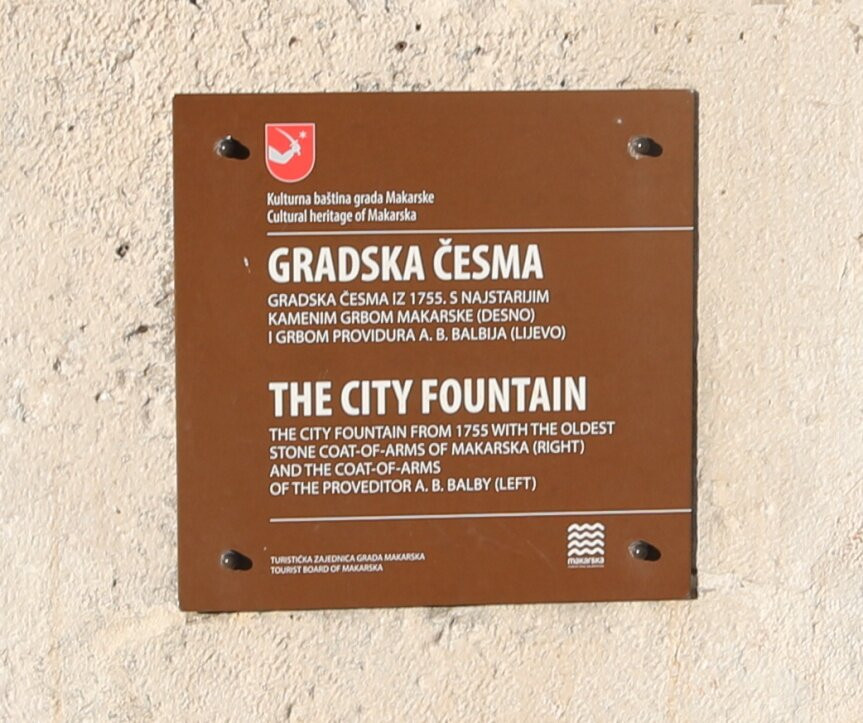 Kulturna baština grada Makarske
Cultural heritage of Makarska
GRADSKA ČESMA
GRADSKA ČESMA IZ 1755. S NAJSTARIJIM
KAMENIM GRBOM MAKARSKE (DESNO)
I GRBOM PROVIDURA A. B. BALBIJA (LIJEVO)
THE CITY FOUNTAIN
THE CITY FOUNTAIN FROM 1755 WITH THE OLDEST
STONE COAT-OF-ARMS OF MAKARSKA (RIGHT)
AND THE COAT-OF-ARMS
OF THE PROVEDITOR A. B. BALBY (LEFT)
TURISTIČKA ZAJEDNICA GRADA MAKARSKA
TOURIST BOARD OF MAKARSKA
makarska